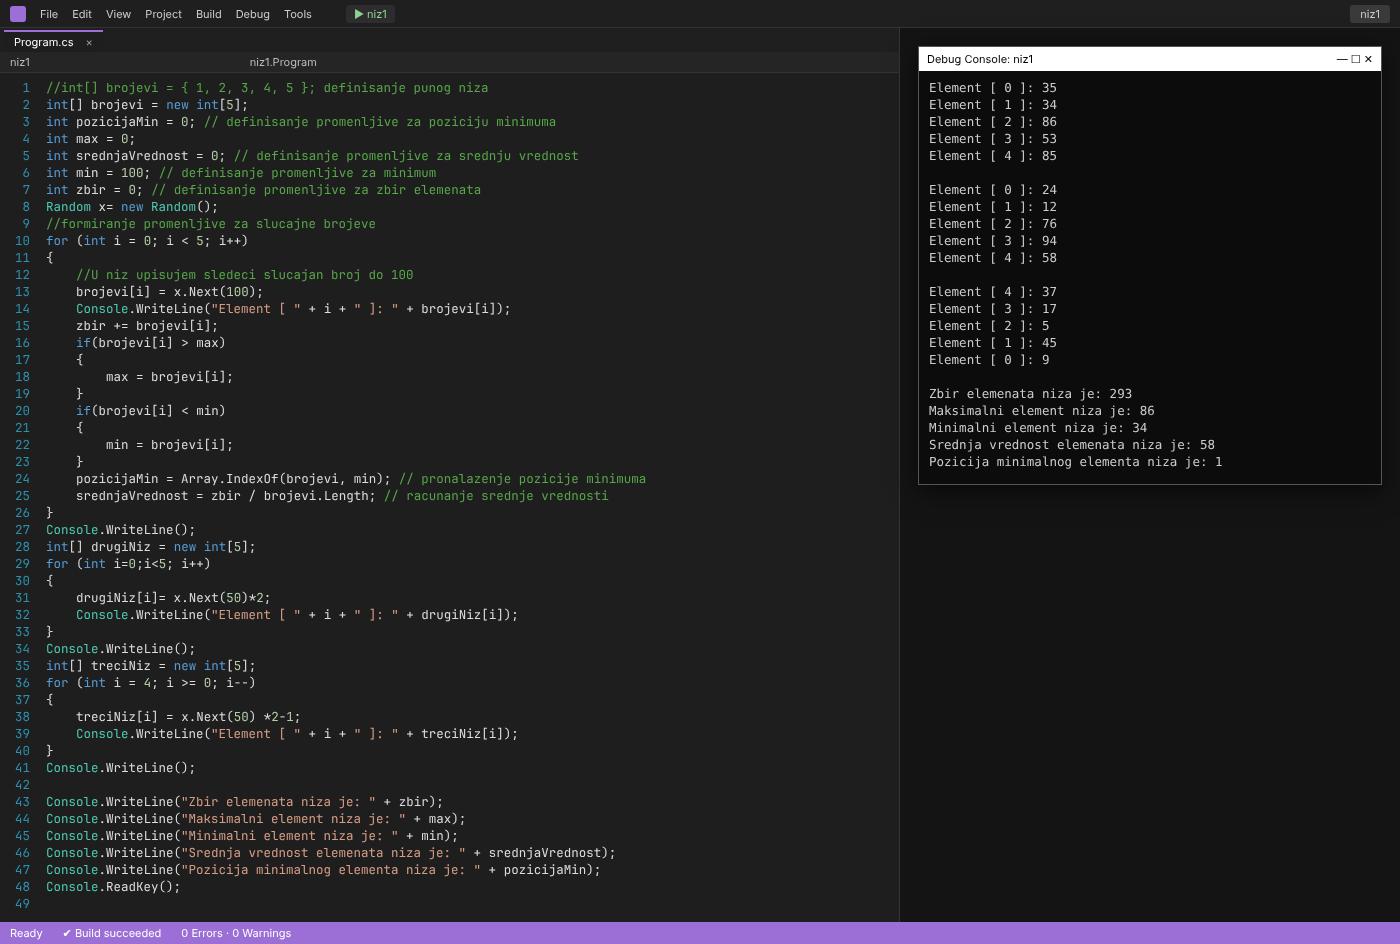 File Edit View Project Build Debug Tools ▶ niz1 niz1
Program.cs ×
niz1 niz1.Program
1 //int[] brojevi = { 1, 2, 3, 4, 5 }; definisanje punog niza
2 int[] brojevi = new int[5];
3 int pozicijaMin = 0; // definisanje promenljive za poziciju minimuma
4 int max = 0;
5 int srednjaVrednost = 0; // definisanje promenljive za srednju vrednost
6 int min = 100; // definisanje promenljive za minimum
7 int zbir = 0; // definisanje promenljive za zbir elemenata
8 Random x= new Random();
9 //formiranje promenljive za slucajne brojeve
10 for (int i = 0; i < 5; i++)
11 {
12     //U niz upisujem sledeci slucajan broj do 100
13     brojevi[i] = x.Next(100);
14     Console.WriteLine("Element [ " + i + " ]: " + brojevi[i]);
15     zbir += brojevi[i];
16     if(brojevi[i] > max)
17     {
18         max = brojevi[i];
19     }
20     if(brojevi[i] < min)
21     {
22         min = brojevi[i];
23     }
24     pozicijaMin = Array.IndexOf(brojevi, min); // pronalazenje pozicije minimuma
25     srednjaVrednost = zbir / brojevi.Length; // racunanje srednje vrednosti
26 }
27 Console.WriteLine();
28 int[] drugiNiz = new int[5];
29 for (int i=0;i<5; i++)
30 {
31     drugiNiz[i]= x.Next(50)*2;
32     Console.WriteLine("Element [ " + i + " ]: " + drugiNiz[i]);
33 }
34 Console.WriteLine();
35 int[] treciNiz = new int[5];
36 for (int i = 4; i >= 0; i--)
37 {
38     treciNiz[i] = x.Next(50) *2-1;
39     Console.WriteLine("Element [ " + i + " ]: " + treciNiz[i]);
40 }
41 Console.WriteLine();
42
43 Console.WriteLine("Zbir elemenata niza je: " + zbir);
44 Console.WriteLine("Maksimalni element niza je: " + max);
45 Console.WriteLine("Minimalni element niza je: " + min);
46 Console.WriteLine("Srednja vrednost elemenata niza je: " + srednjaVrednost);
47 Console.WriteLine("Pozicija minimalnog elementa niza je: " + pozicijaMin);
48 Console.ReadKey();
49
Debug Console: niz1 — ☐ ✕
Element [ 0 ]: 35
Element [ 1 ]: 34
Element [ 2 ]: 86
Element [ 3 ]: 53
Element [ 4 ]: 85
Element [ 0 ]: 24
Element [ 1 ]: 12
Element [ 2 ]: 76
Element [ 3 ]: 94
Element [ 4 ]: 58
Element [ 4 ]: 37
Element [ 3 ]: 17
Element [ 2 ]: 5
Element [ 1 ]: 45
Element [ 0 ]: 9
Zbir elemenata niza je: 293
Maksimalni element niza je: 86
Minimalni element niza je: 34
Srednja vrednost elemenata niza je: 58
Pozicija minimalnog elementa niza je: 1
Ready ✔ Build succeeded 0 Errors · 0 Warnings